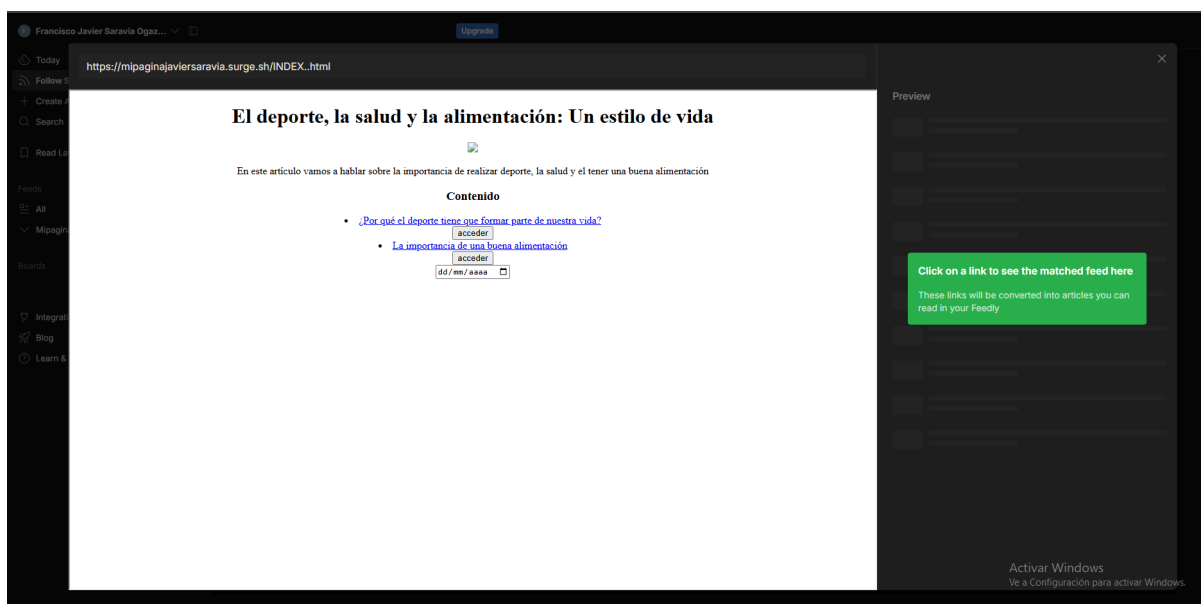 Francisco Javier Saravia Ogaz...
Upgrade
Today
Follow S
Create A
Search
Read La
Feeds
All
Mipagin
Boards
Integrati
Blog
Learn &
https://mipaginajaviersaravia.surge.sh/INDEX..html
El deporte, la salud y la alimentación: Un estilo de vida
En este artículo vamos a hablar sobre la importancia de realizar deporte, la salud y el tener una buena alimentación
Contenido
¿Por qué el deporte tiene que formar parte de nuestra vida?
acceder
La importancia de una buena alimentación
acceder
dd/mm/aaaa
Preview
Click on a link to see the matched feed here
These links will be converted into articles you can
read in your Feedly
Activar Windows
Ve a Configuración para activar Windows.